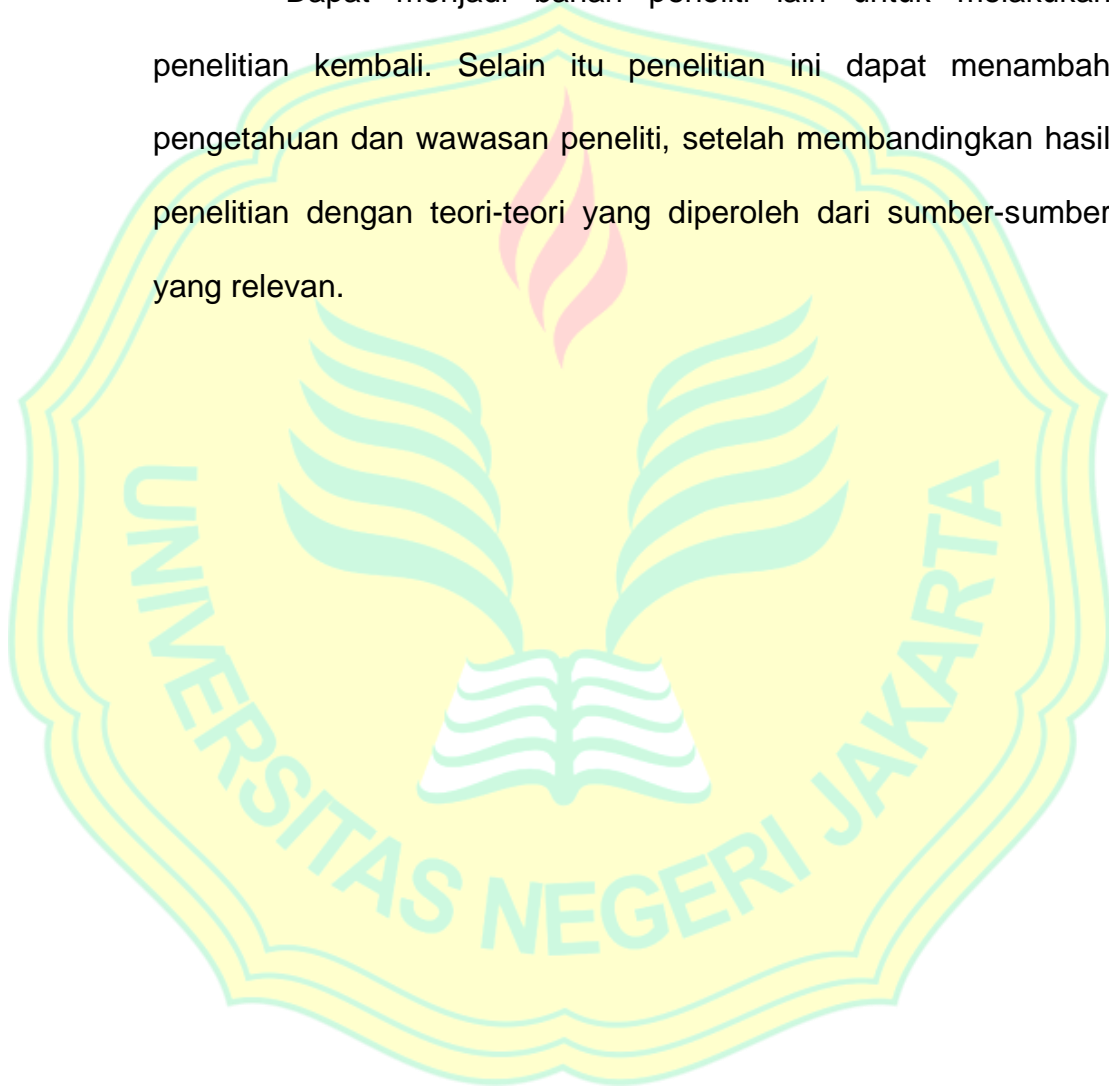 Dapat menjadi bahan peneliti lain untuk melakukan
penelitian kembali. Selain itu penelitian ini dapat menambah
pengetahuan dan wawasan peneliti, setelah membandingkan hasil
penelitian dengan teori-teori yang diperoleh dari sumber-sumber
yang relevan.
UNIVERSITAS NEGERI JAKARTA